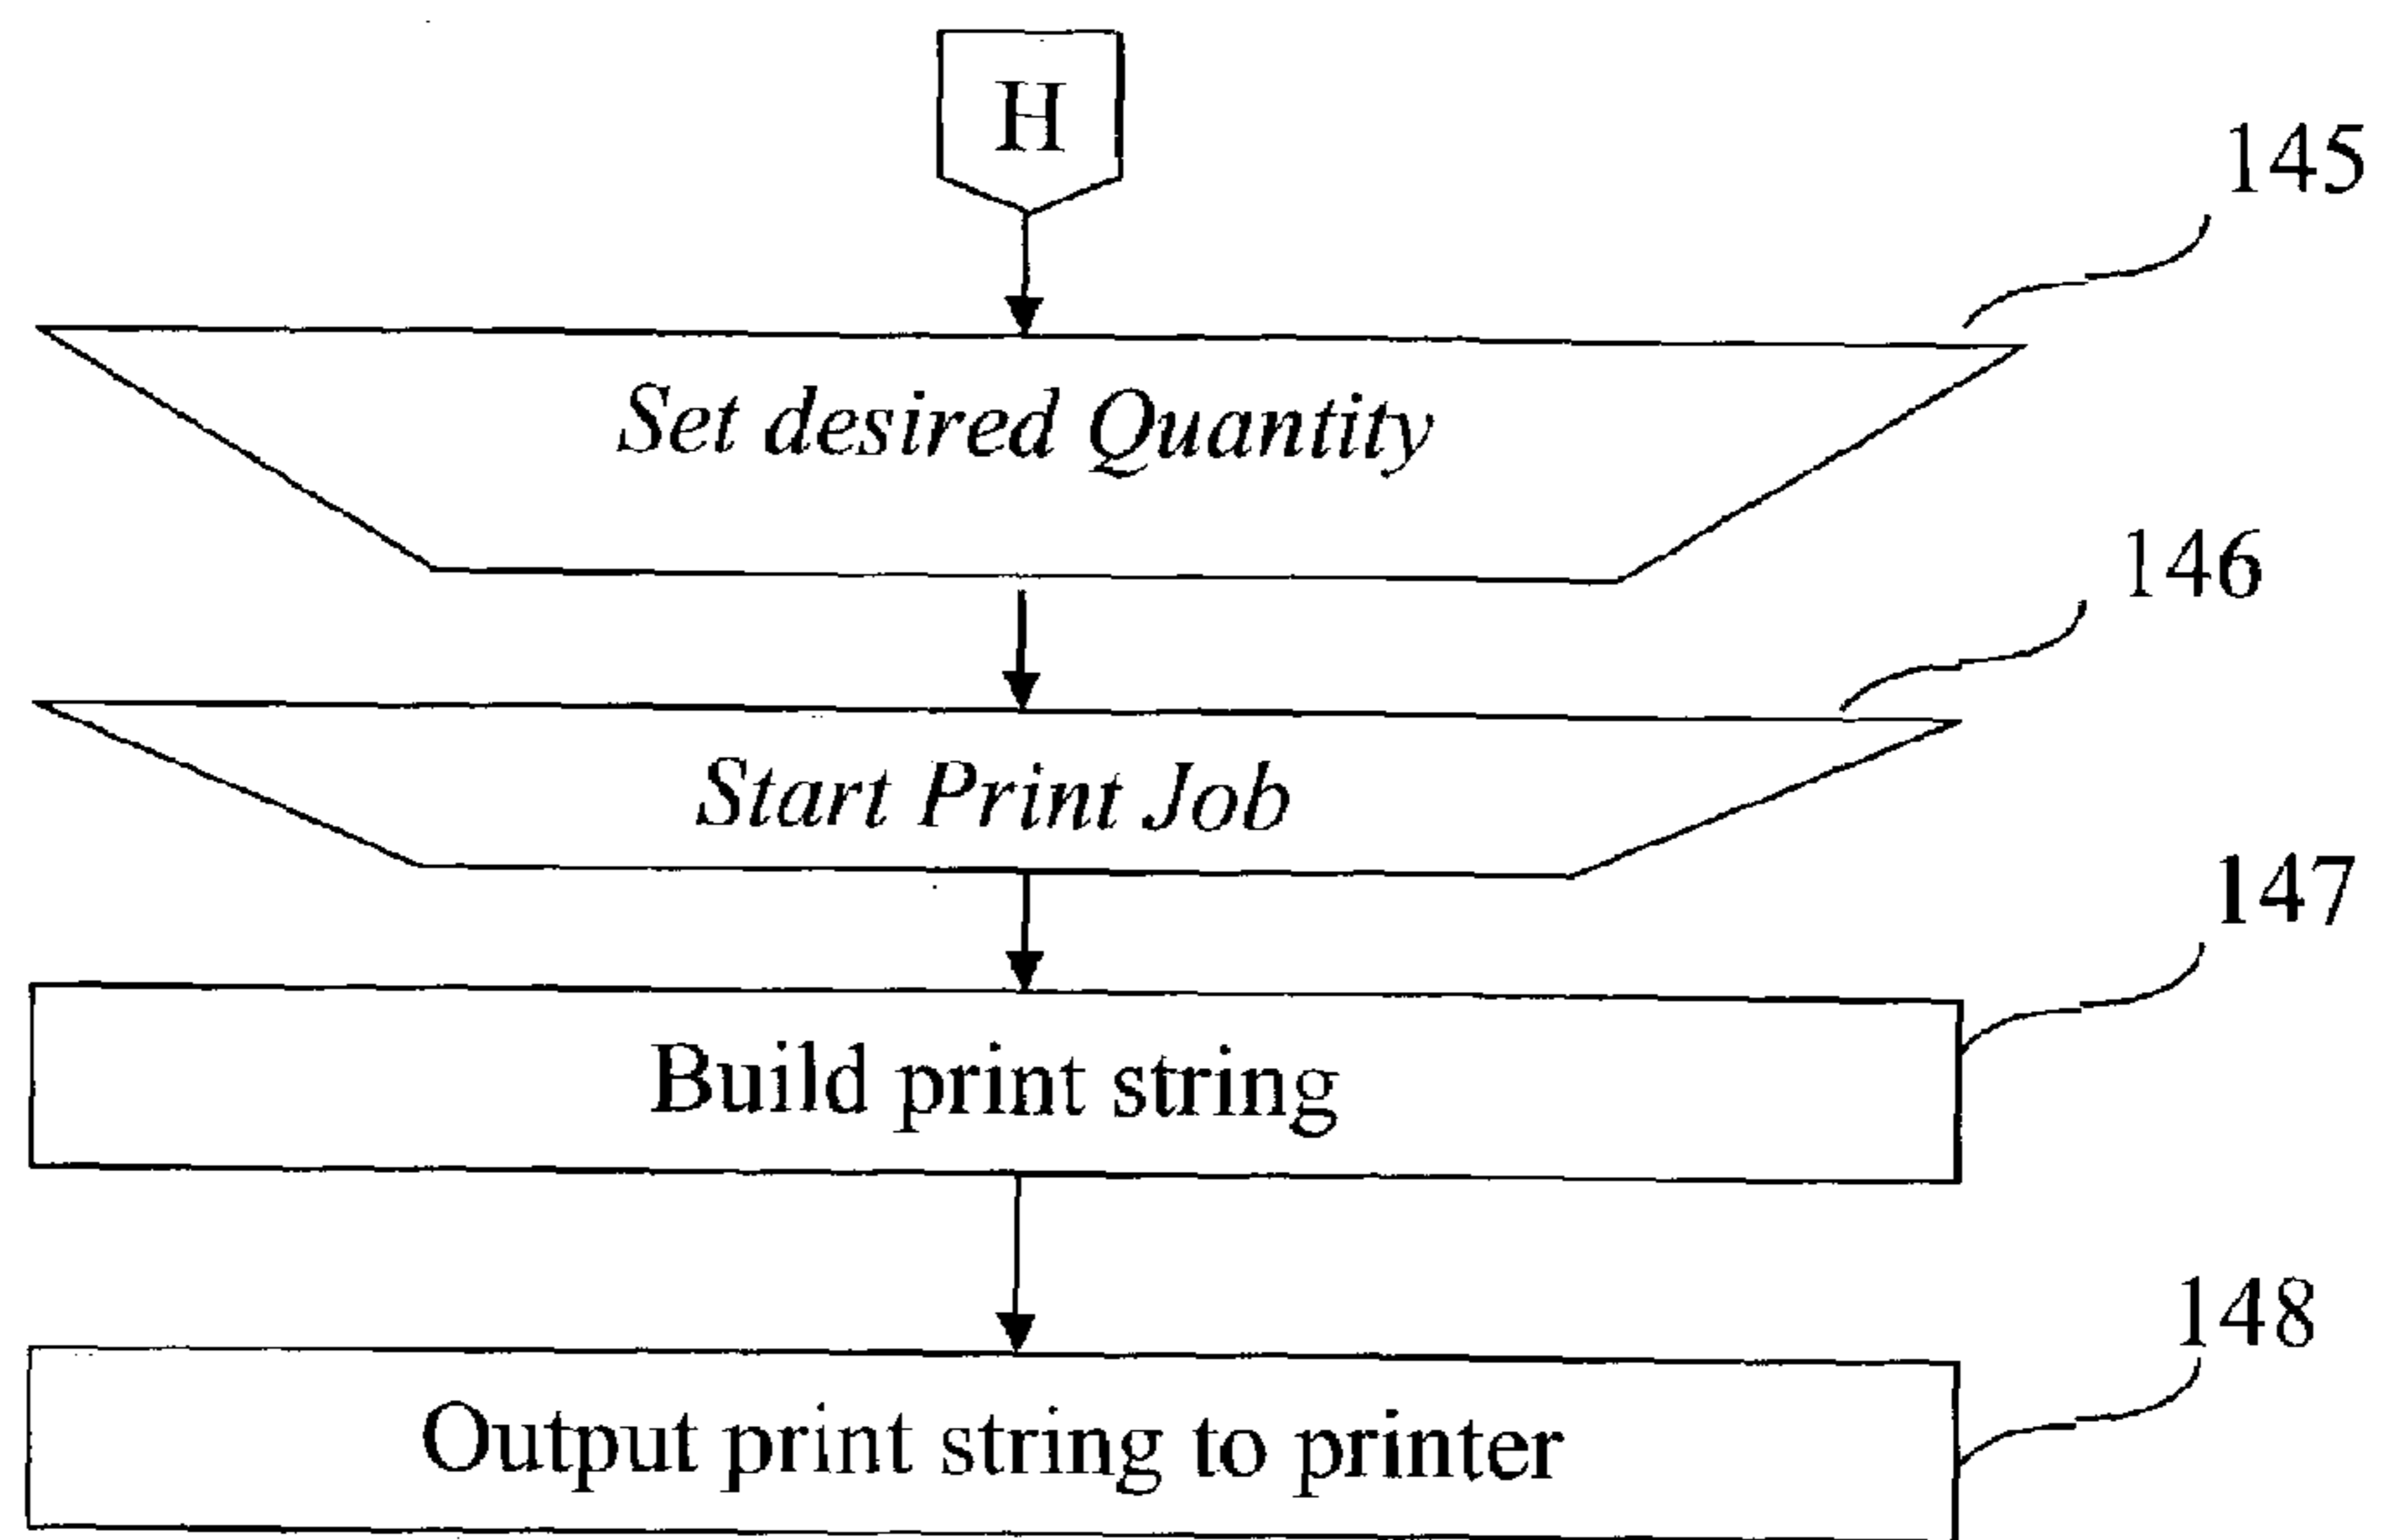 H
145
Set desired Quantity
146
Start Print Job
147
Build print string
148
Output print string to printer